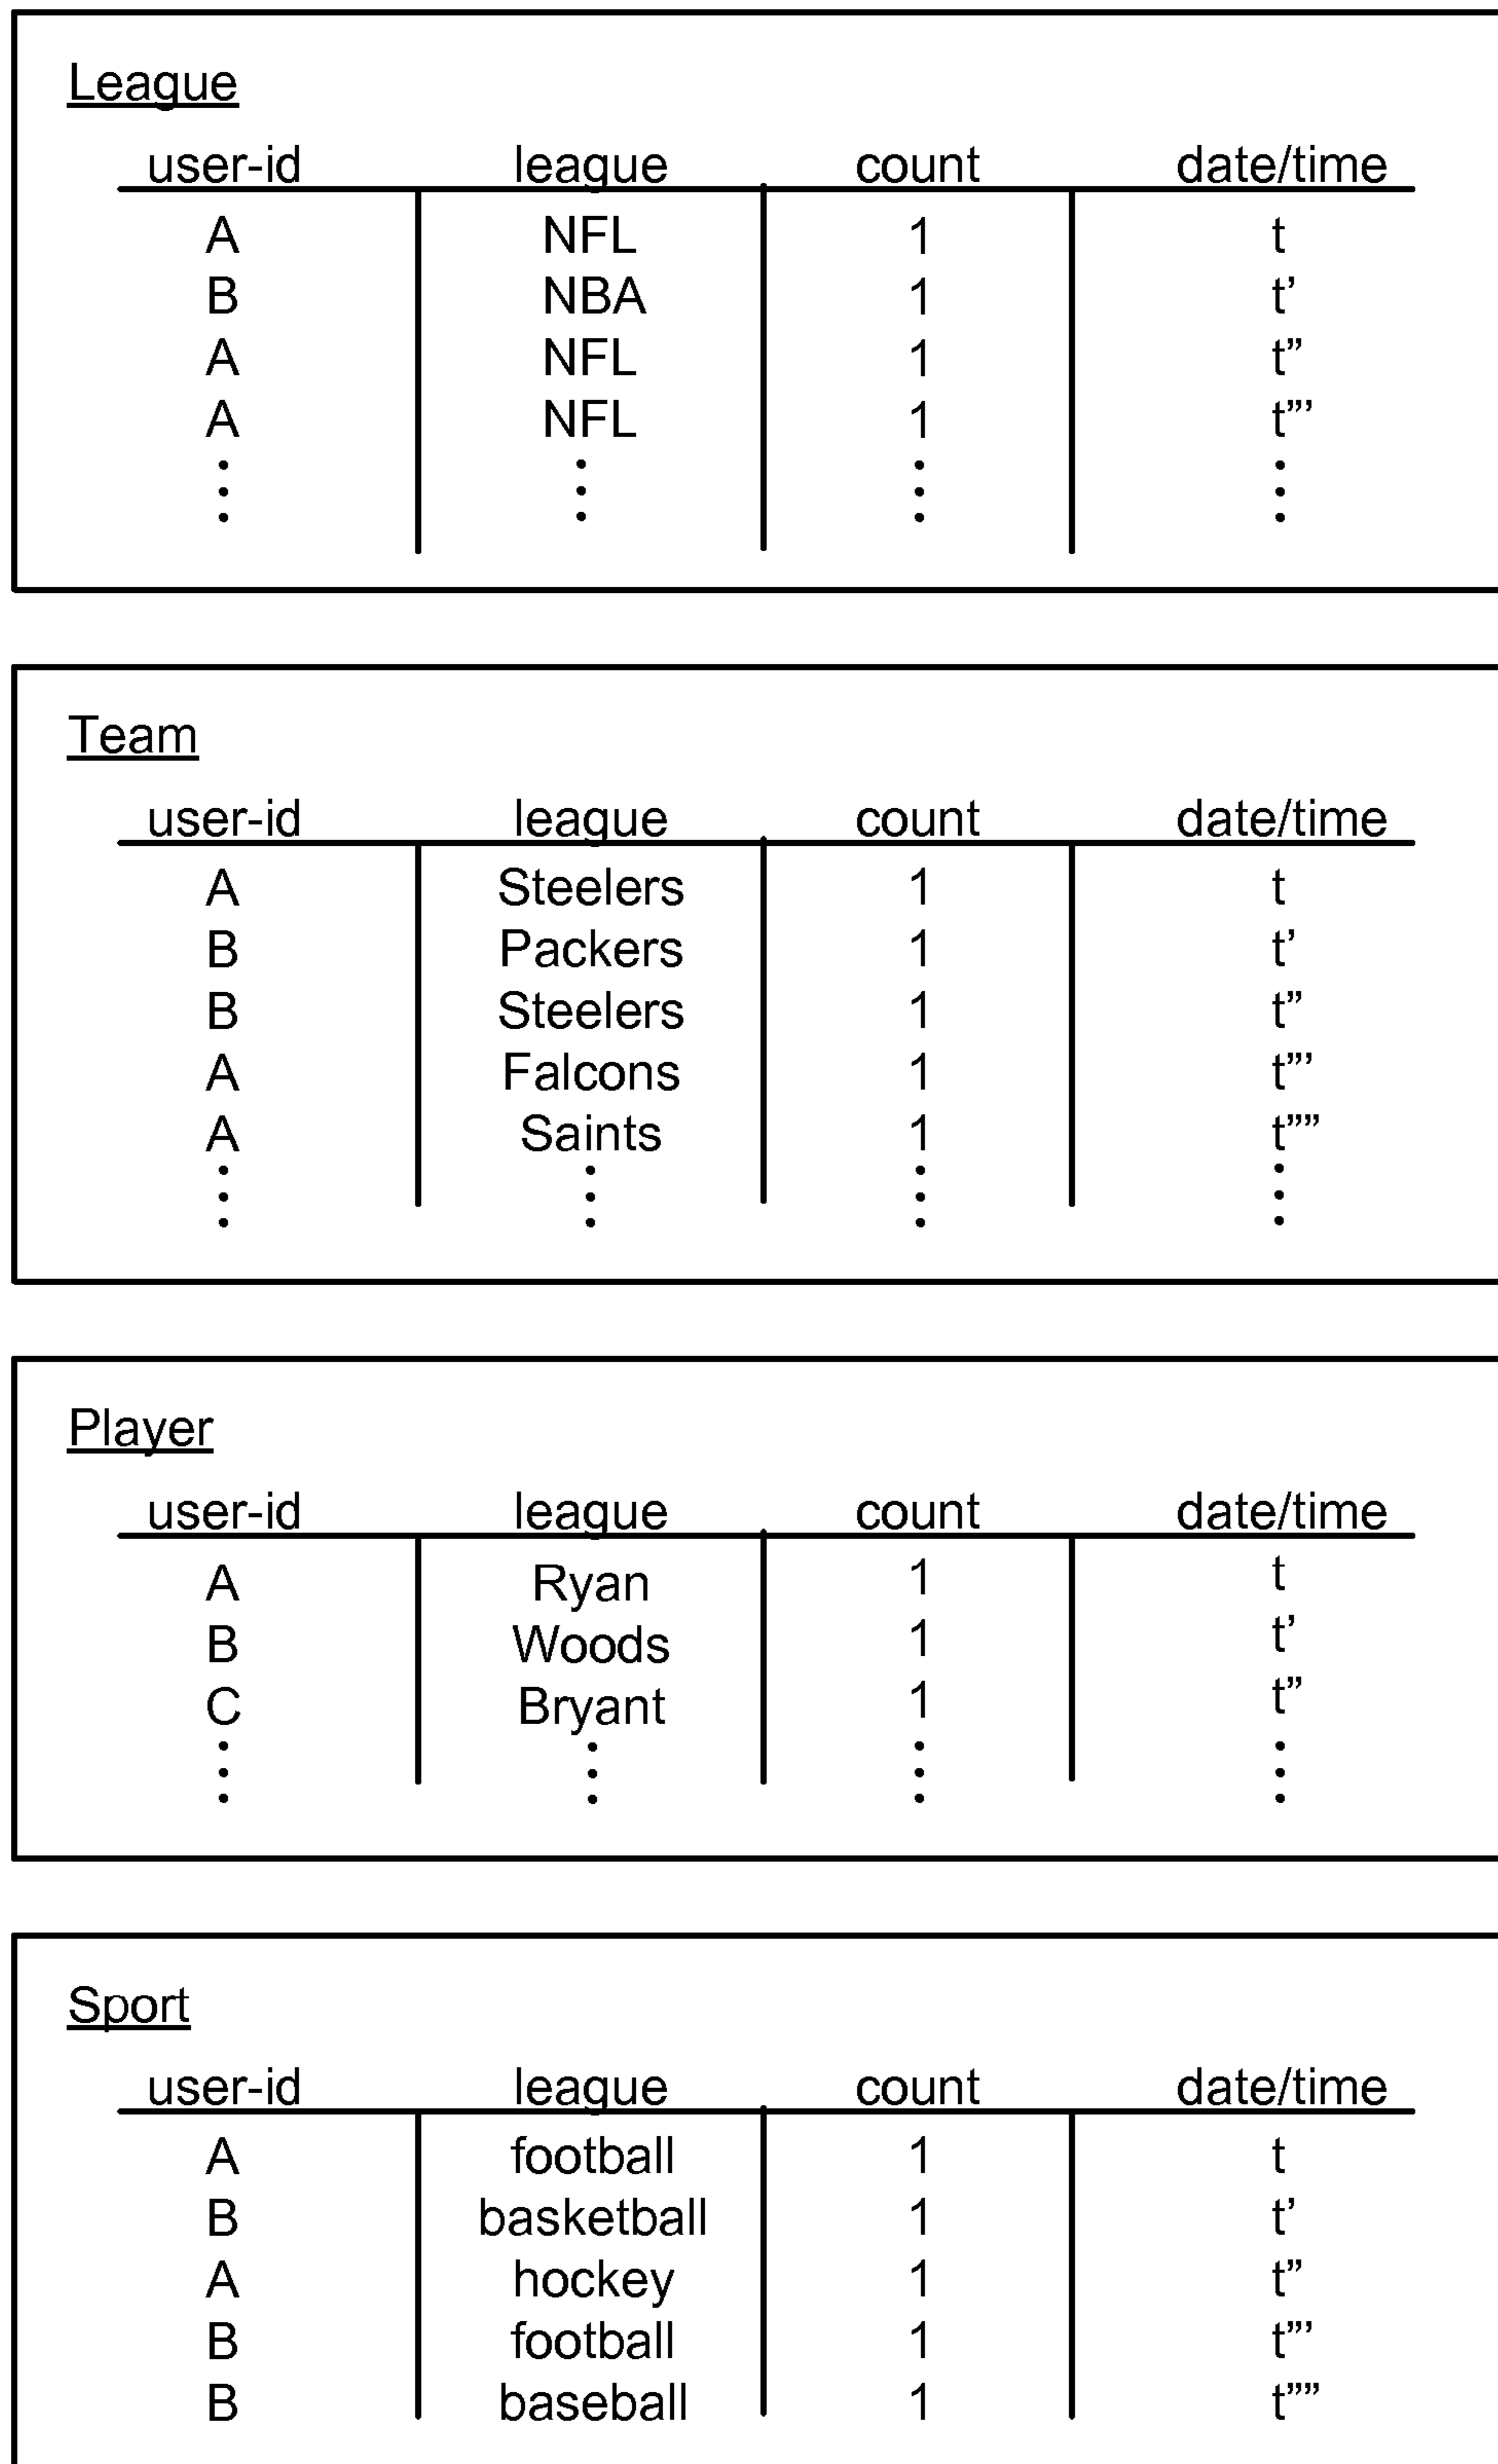 League
user-id league count date/time
A NFL 1 t
B NBA 1 t’
A NFL 1 t”
A NFL 1 t”’
Team
user-id league count date/time
A Steelers 1 t
B Packers 1 t’
B Steelers 1 t”
A Falcons 1 t”’
A Saints 1 t””
Player
user-id league count date/time
A Ryan 1 t
B Woods 1 t’
C Bryant 1 t”
Sport
user-id league count date/time
A football 1 t
B basketball 1 t’
A hockey 1 t”
B football 1 t”’
B baseball 1 t””